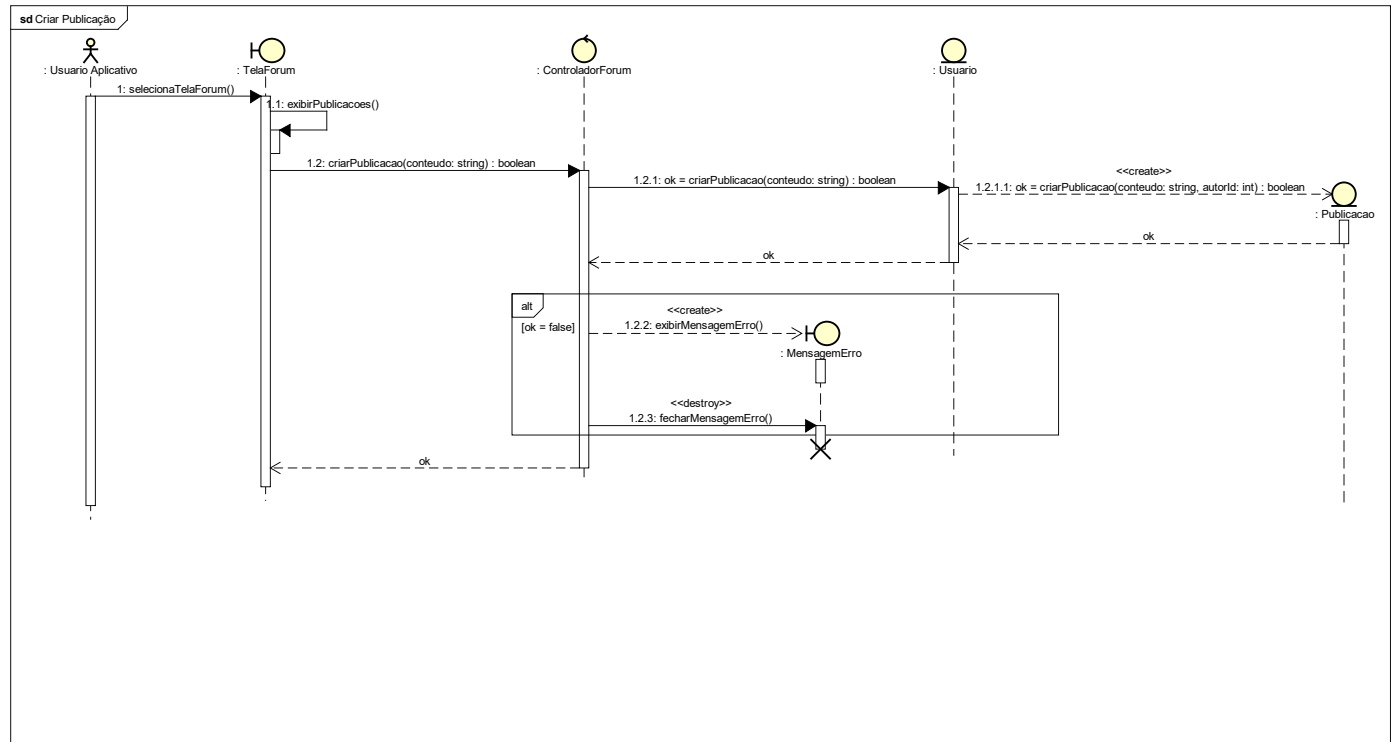 sd Criar Publicação
: Usuario Aplicativo
: TelaForum
: ControladorForum
: Usuario
1: selecionaTelaForum()
1.1: exibirPublicacoes()
1.2: criarPublicacao(conteudo: string) : boolean
1.2.1: ok = criarPublicacao(conteudo: string) : boolean
<<create>>
1.2.1.1: ok = criarPublicacao(conteudo: string, autorId: int) : boolean
: Publicacao
ok
ok
alt
[ok = false]
<<create>>
1.2.2: exibirMensagemErro()
: MensagemErro
<<destroy>>
1.2.3: fecharMensagemErro()
ok